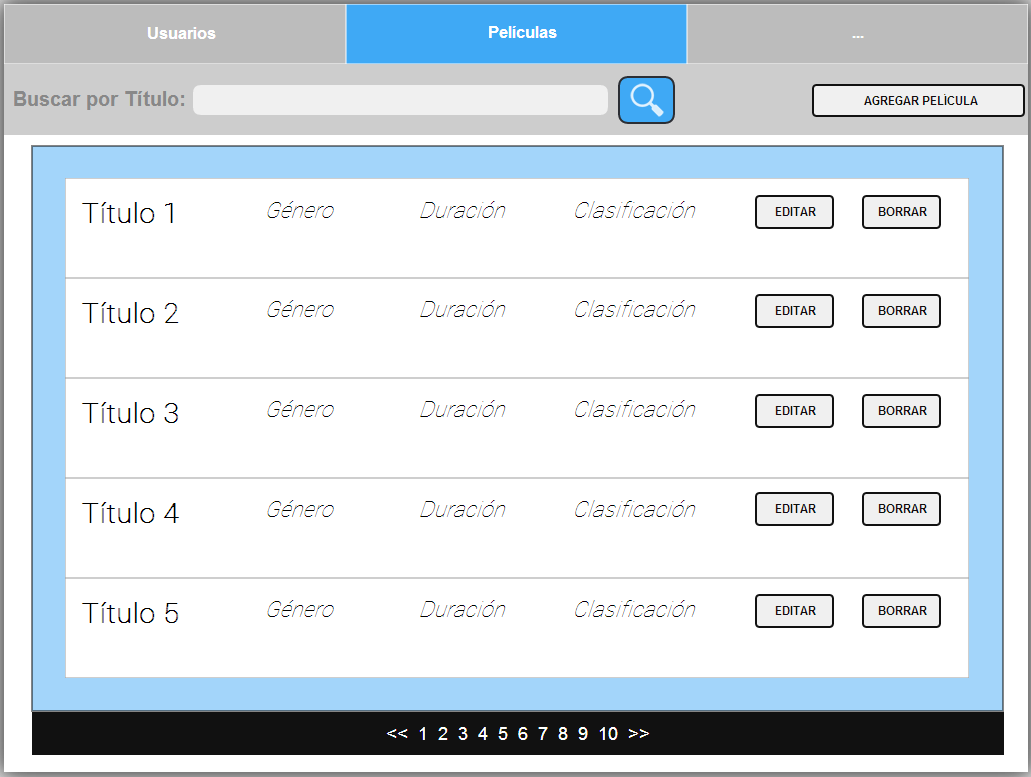 Usuarios Películas ...
Buscar por Título: AGREGAR PELÍCULA
Título 1 Género Duración Clasificación EDITAR BORRAR
Título 2 Género Duración Clasificación EDITAR BORRAR
Título 3 Género Duración Clasificación EDITAR BORRAR
Título 4 Género Duración Clasificación EDITAR BORRAR
Título 5 Género Duración Clasificación EDITAR BORRAR
<< 1 2 3 4 5 6 7 8 9 10 >>